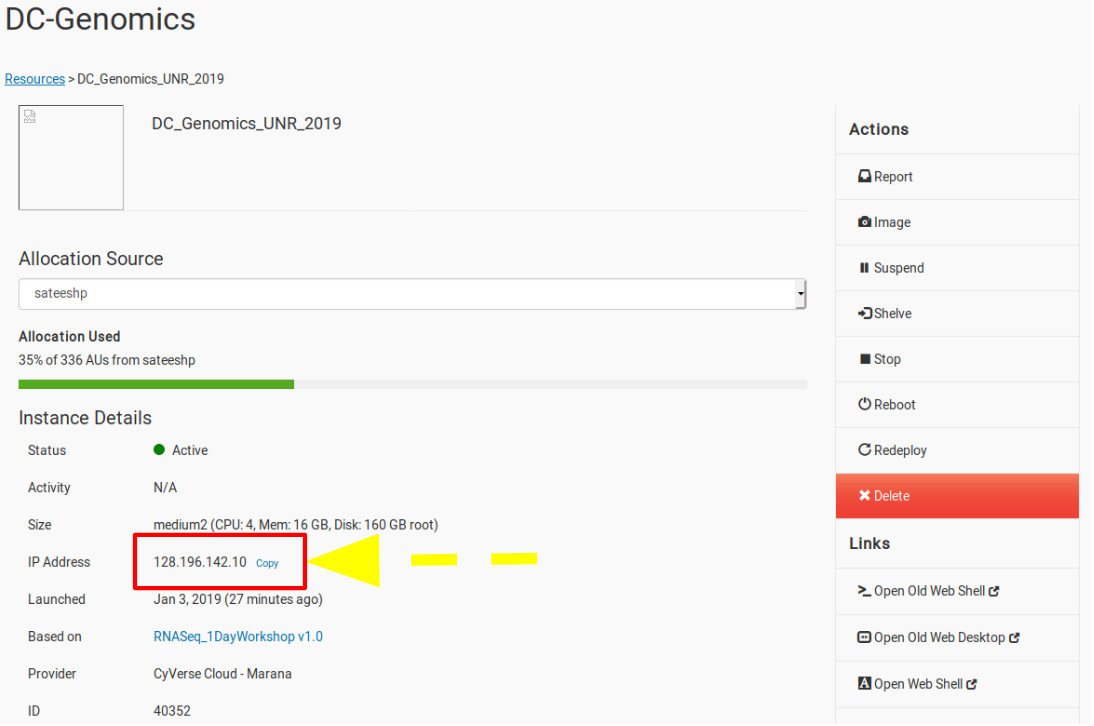 DC-Genomics
Resources > DC_Genomics_UNR_2019
DC_Genomics_UNR_2019
Allocation Source
sateeshp
Allocation Used
35% of 336 AUs from sateeshp
Instance Details
Status Active
Activity N/A
Size medium2 (CPU: 4, Mem: 16 GB, Disk: 160 GB root)
IP Address 128.196.142.10 Copy
Launched Jan 3, 2019 (27 minutes ago)
Based on RNASeq_1DayWorkshop v1.0
Provider CyVerse Cloud - Marana
ID 40352
Actions
Report
Image
Suspend
Shelve
Stop
Reboot
Redeploy
Delete
Links
Open Old Web Shell
Open Old Web Desktop
Open Web Shell